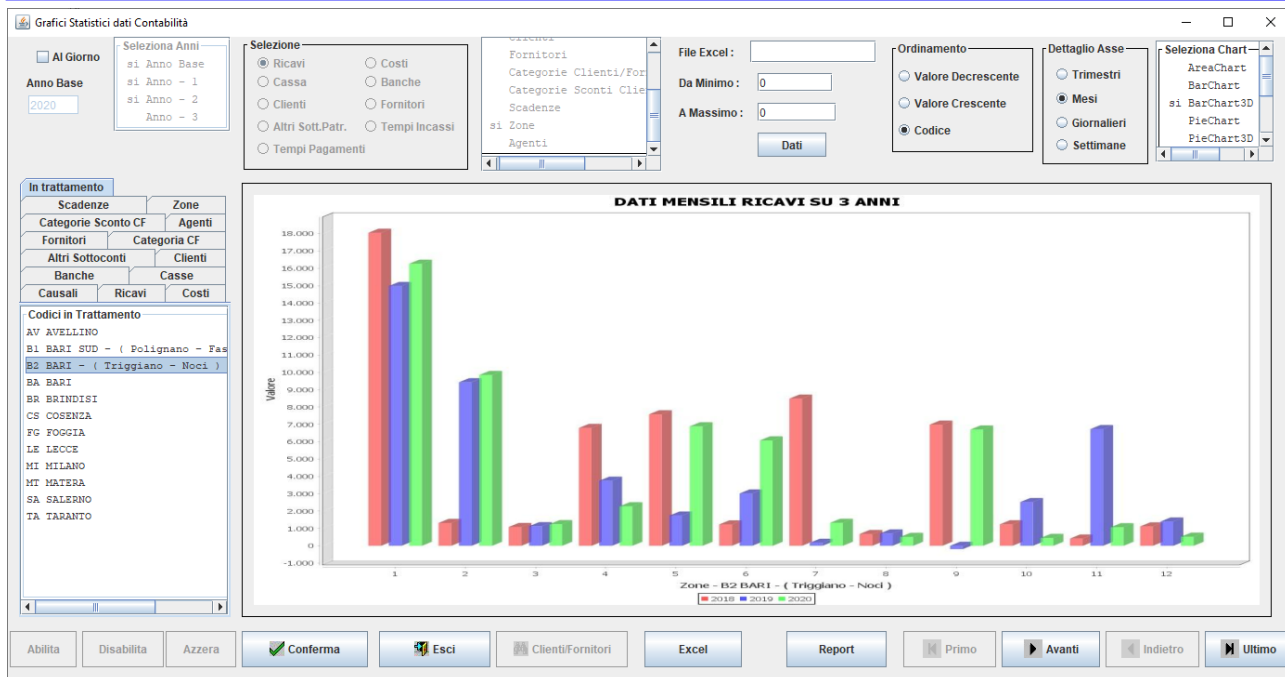 Grafici Statistici dati Contabilità
Al Giorno
Anno Base
2020
Seleziona Anni
si Anno Base
si Anno - 1
si Anno - 2
Anno - 3
Selezione
Ricavi
Costi
Cassa
Banche
Clienti
Fornitori
Altri Sott.Patr.
Tempi Incassi
Tempi Pagamenti
Fornitori
Categorie Clienti/For
Categorie Sconti Clie
Scadenze
si Zone
Agenti
File Excel :
Da Minimo : 0
A Massimo : 0
Dati
Ordinamento
Valore Decrescente
Valore Crescente
Codice
Dettaglio Asse
Trimestri
Mesi
Giornalieri
Settimane
Seleziona Chart
AreaChart
BarChart
si BarChart3D
PieChart
PieChart3D
In trattamento
Scadenze Zone
Categorie Sconto CF Agenti
Fornitori Categoria CF
Altri Sottoconti Clienti
Banche Casse
Causali Ricavi Costi
Codici in Trattamento
AV AVELLINO
B1 BARI SUD - ( Polignano - Fas
B2 BARI - ( Triggiano - Noci )
BA BARI
BR BRINDISI
CS COSENZA
FG FOGGIA
LE LECCE
MI MILANO
MT MATERA
SA SALERNO
TA TARANTO
DATI MENSILI RICAVI SU 3 ANNI
Valore
18.000
17.000
16.000
15.000
14.000
13.000
12.000
11.000
10.000
9.000
8.000
7.000
6.000
5.000
4.000
3.000
2.000
1.000
0
-1.000
1 2 3 4 5 6 7 8 9 10 11 12
Zone - B2 BARI - ( Triggiano - Noci )
2018 2019 2020
Abilita
Disabilita
Azzera
Conferma
Esci
Clienti/Fornitori
Excel
Report
Primo
Avanti
Indietro
Ultimo